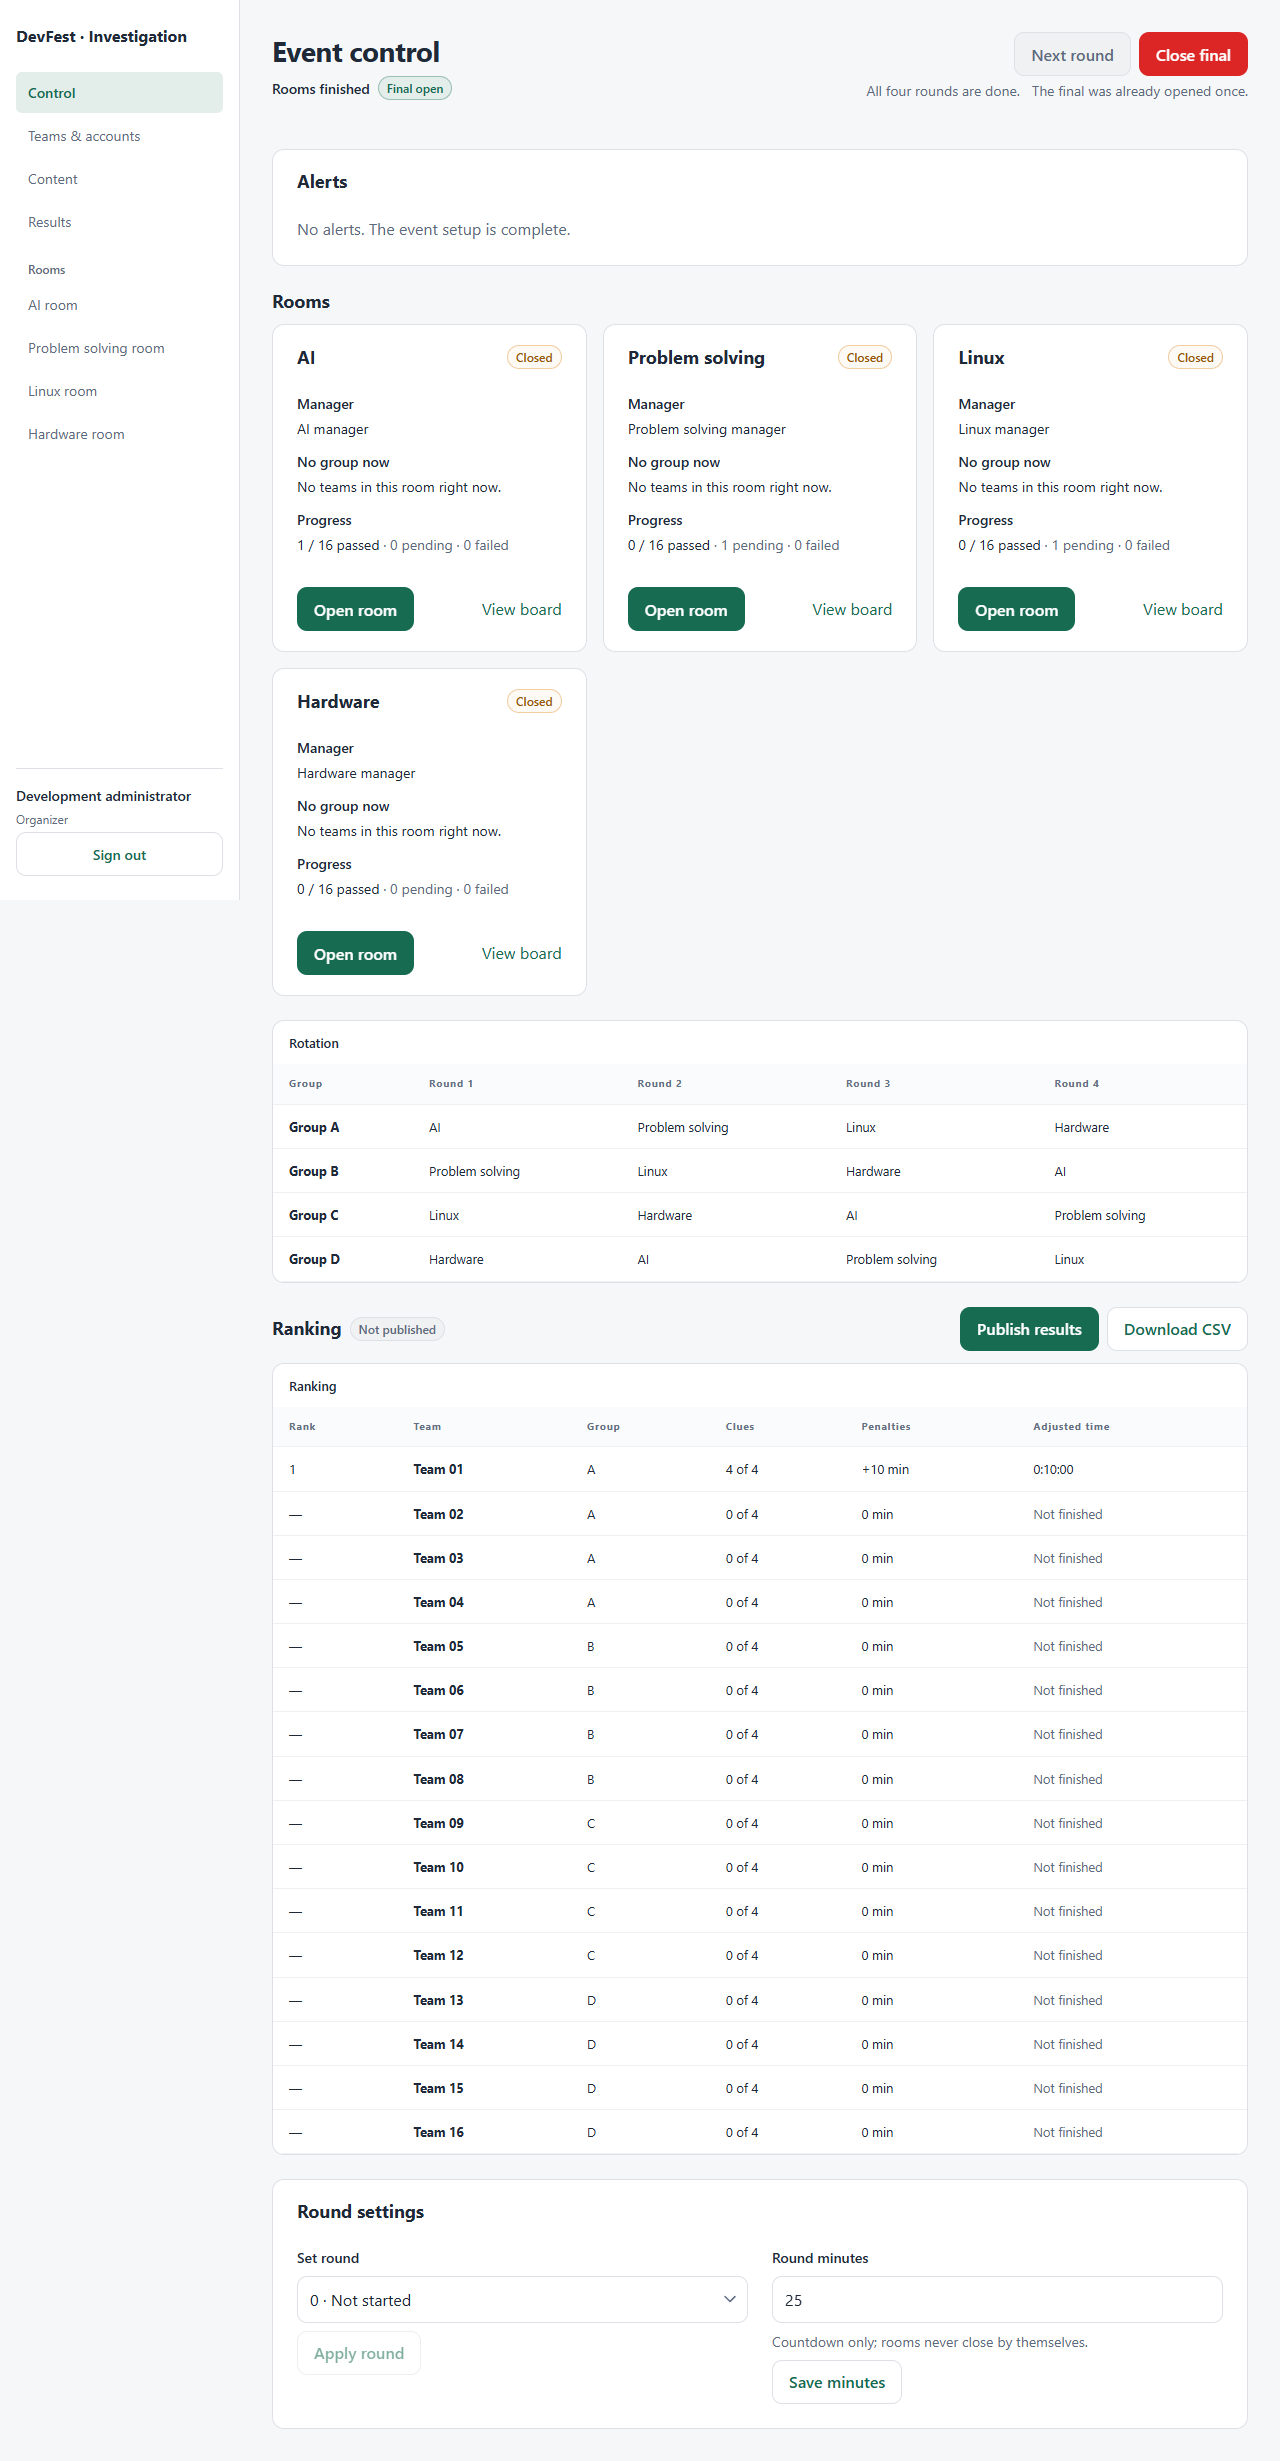 DevFest · Investigation
Control
Teams & accounts
Content
Results
Rooms
AI room
Problem solving room
Linux room
Hardware room
Development administrator
Organizer
Sign out
Event control
Rooms finished Final open
Next round Close final
All four rounds are done. The final was already opened once.
Alerts
No alerts. The event setup is complete.
Rooms
AI Closed
Manager
AI manager
No group now
No teams in this room right now.
Progress
1 / 16 passed · 0 pending · 0 failed
Open room View board
Problem solving Closed
Manager
Problem solving manager
No group now
No teams in this room right now.
Progress
0 / 16 passed · 1 pending · 0 failed
Open room View board
Linux Closed
Manager
Linux manager
No group now
No teams in this room right now.
Progress
0 / 16 passed · 1 pending · 0 failed
Open room View board
Hardware Closed
Manager
Hardware manager
No group now
No teams in this room right now.
Progress
0 / 16 passed · 0 pending · 0 failed
Open room View board
Rotation
Group Round 1 Round 2 Round 3 Round 4
Group A AI Problem solving Linux Hardware
Group B Problem solving Linux Hardware AI
Group C Linux Hardware AI Problem solving
Group D Hardware AI Problem solving Linux
Ranking Not published Publish results Download CSV
Ranking
Rank Team Group Clues Penalties Adjusted time
1 Team 01 A 4 of 4 +10 min 0:10:00
— Team 02 A 0 of 4 0 min Not finished
— Team 03 A 0 of 4 0 min Not finished
— Team 04 A 0 of 4 0 min Not finished
— Team 05 B 0 of 4 0 min Not finished
— Team 06 B 0 of 4 0 min Not finished
— Team 07 B 0 of 4 0 min Not finished
— Team 08 B 0 of 4 0 min Not finished
— Team 09 C 0 of 4 0 min Not finished
— Team 10 C 0 of 4 0 min Not finished
— Team 11 C 0 of 4 0 min Not finished
— Team 12 C 0 of 4 0 min Not finished
— Team 13 D 0 of 4 0 min Not finished
— Team 14 D 0 of 4 0 min Not finished
— Team 15 D 0 of 4 0 min Not finished
— Team 16 D 0 of 4 0 min Not finished
Round settings
Set round
0 · Not started
Apply round
Round minutes
25
Countdown only; rooms never close by themselves.
Save minutes